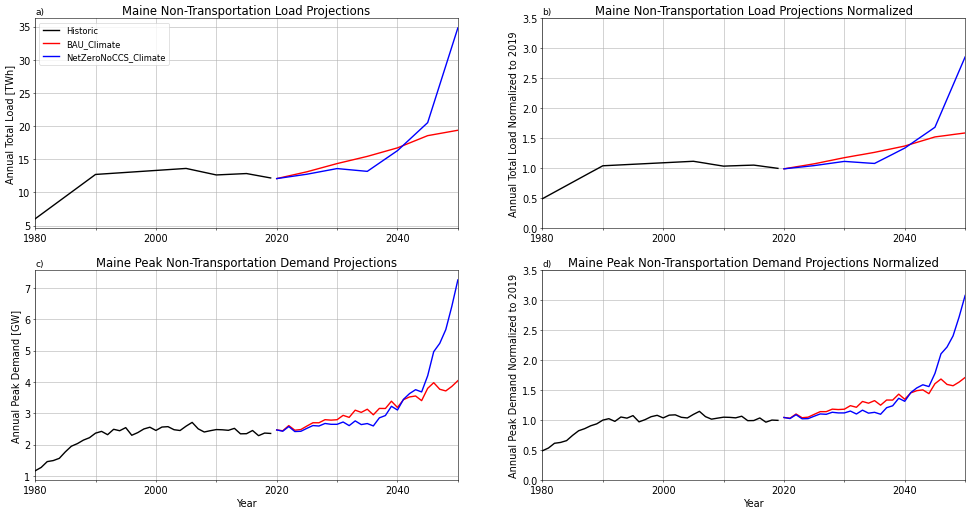 a)
Maine Non-Transportation Load Projections
Annual Total Load [TWh]
35
30
25
20
15
10
5
Historic
BAU_Climate
NetZeroNoCCS_Climate
1980
2000
2020
2040
b)
Maine Non-Transportation Load Projections Normalized
Annual Total Load Normalized to 2019
3.5
3.0
2.5
2.0
1.5
1.0
0.5
0.0
1980
2000
2020
2040
c)
Maine Peak Non-Transportation Demand Projections
Annual Peak Demand [GW]
7
6
5
4
3
2
1
1980
2000
2020
2040
Year
d)
Maine Peak Non-Transportation Demand Projections Normalized
Annual Peak Demand Normalized to 2019
3.5
3.0
2.5
2.0
1.5
1.0
0.5
0.0
1980
2000
2020
2040
Year